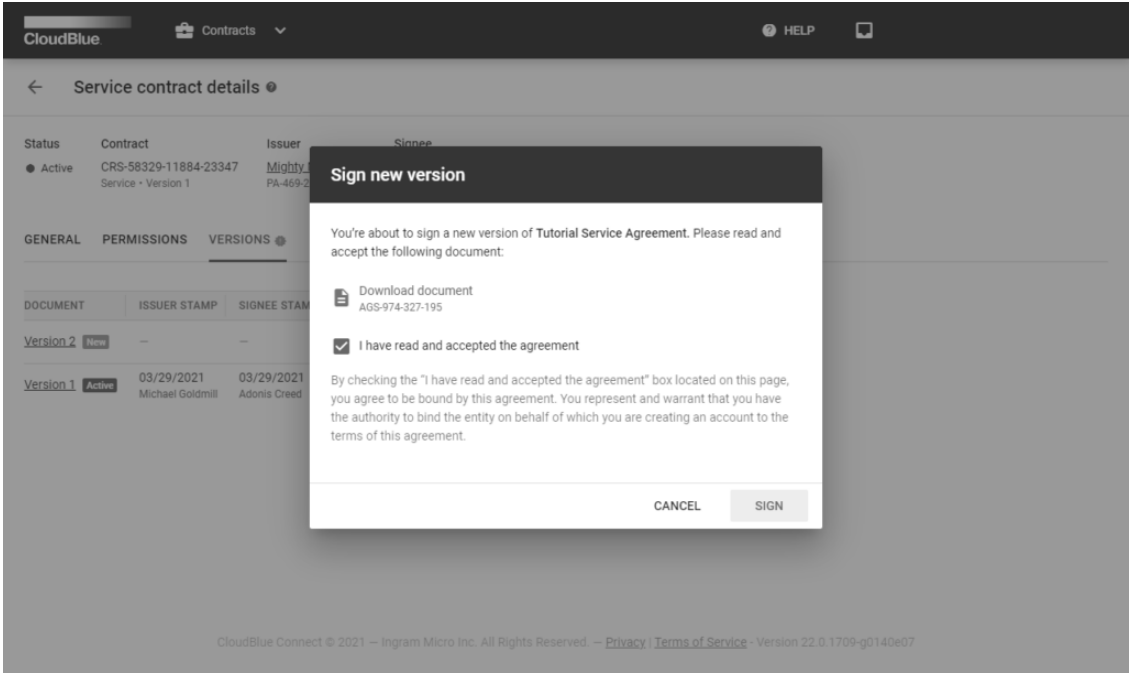 CloudBlue
Contracts
HELP
Service contract details
Status Contract Issuer Signee
Active CRS-58329-11884-23347 Mighty
Service • Version 1 PA-469-2
GENERAL PERMISSIONS VERSIONS
DOCUMENT ISSUER STAMP SIGNEE STAM
Version 2 New — —
Version 1 Active 03/29/2021 03/29/2021
Michael Goldmill Adonis Creed
Sign new version
You're about to sign a new version of Tutorial Service Agreement. Please read and
accept the following document:
Download document
AGS-974-327-195
I have read and accepted the agreement
By checking the "I have read and accepted the agreement" box located on this page,
you agree to be bound by this agreement. You represent and warrant that you have
the authority to bind the entity on behalf of which you are creating an account to the
terms of this agreement.
CANCEL SIGN
CloudBlue Connect © 2021 — Ingram Micro Inc. All Rights Reserved. — Privacy | Terms of Service - Version 22.0.1709-g0140e07